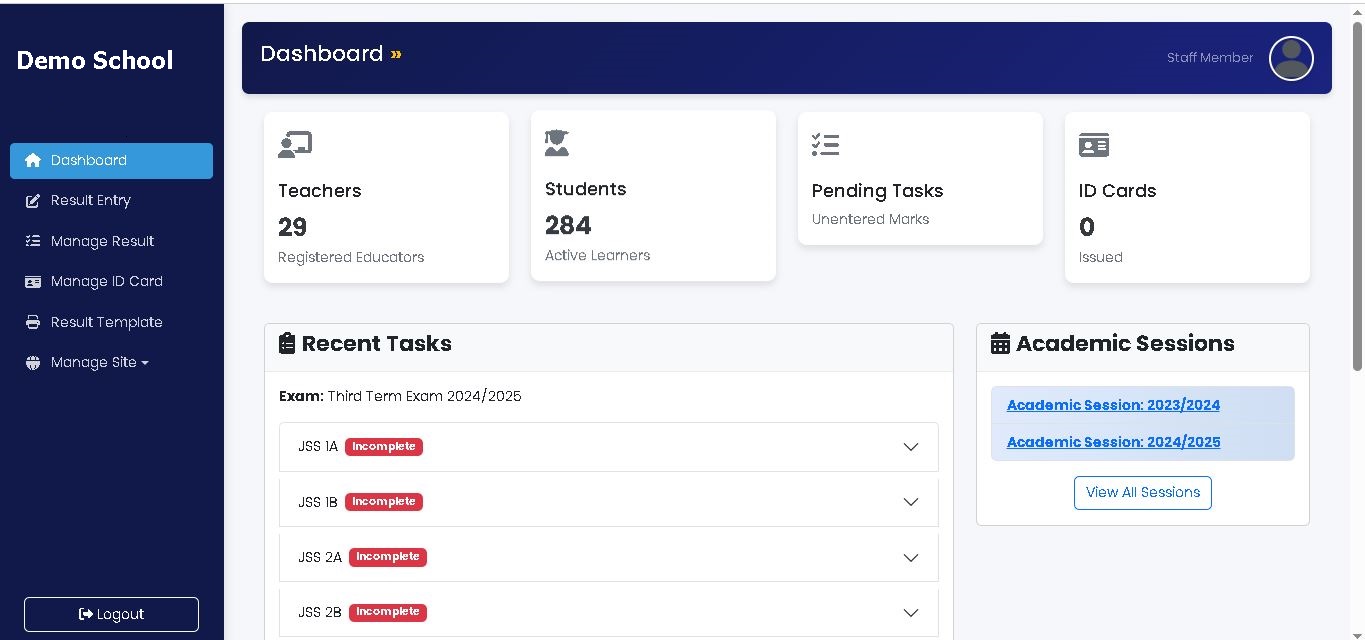 Demo School
Dashboard
Result Entry
Manage Result
Manage ID Card
Result Template
Manage Site
Logout
Dashboard »
Staff Member
Teachers
29
Registered Educators
Students
284
Active Learners
Pending Tasks
Unentered Marks
ID Cards
0
Issued
Recent Tasks
Exam: Third Term Exam 2024/2025
JSS 1A Incomplete
JSS 1B Incomplete
JSS 2A Incomplete
JSS 2B Incomplete
Academic Sessions
Academic Session: 2023/2024
Academic Session: 2024/2025
View All Sessions